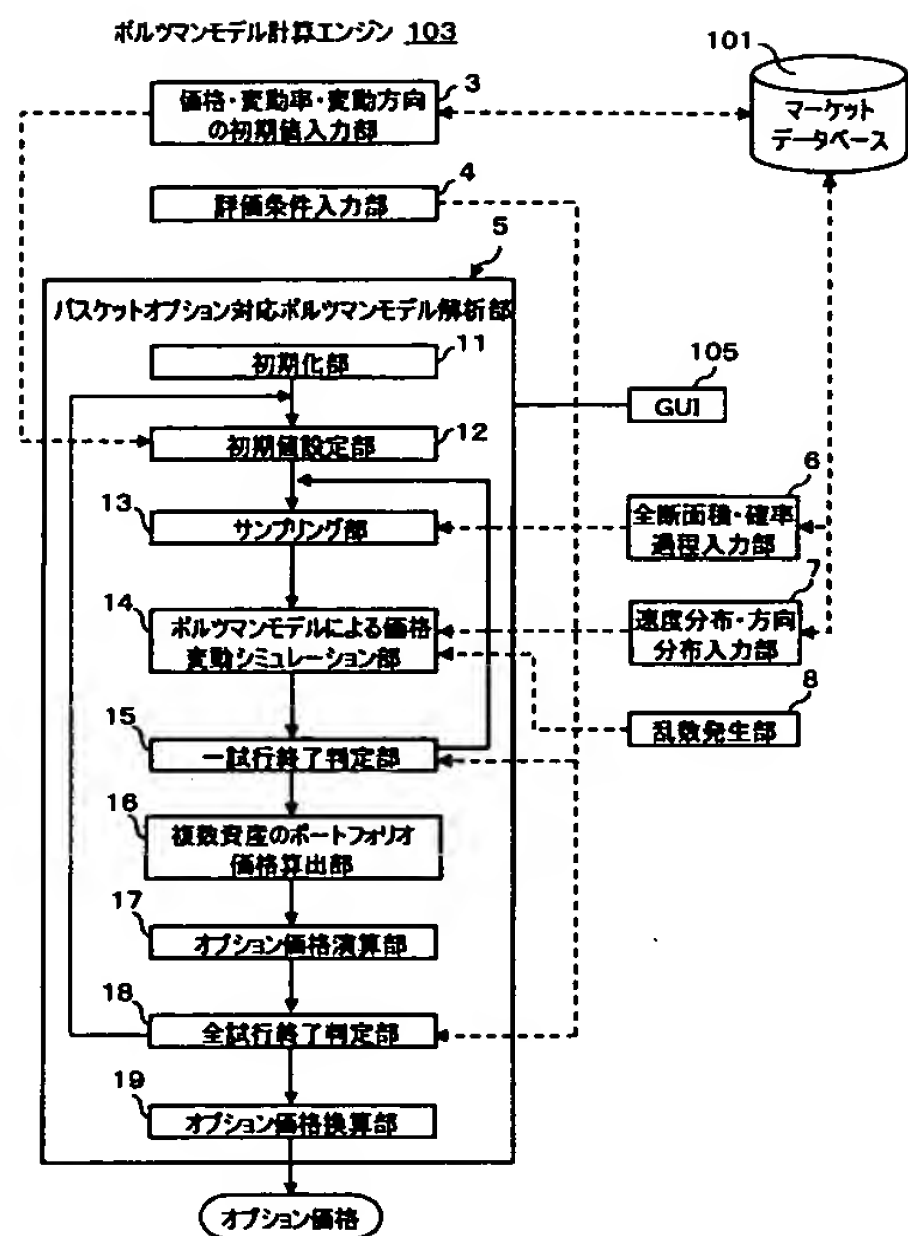 ボルツマンモデル計算エンジン 103
101
マーケット
データベース
3
価格・変動率・変動方向
の初期値入力部
4
評価条件入力部
5
バスケットオプション対応ボルツマンモデル解析部
11
初期化部
105
GUI
12
初期値設定部
13
サンプリング部
6
全断面積・確率
過程入力部
14
ボルツマンモデルによる価格
変動シミュレーション部
7
速度分布・方向
分布入力部
8
乱数発生部
15
一試行終了判定部
16
複数資産のポートフォリオ
価格算出部
17
オプション価格演算部
18
全試行終了判定部
19
オプション価格換算部
オプション価格